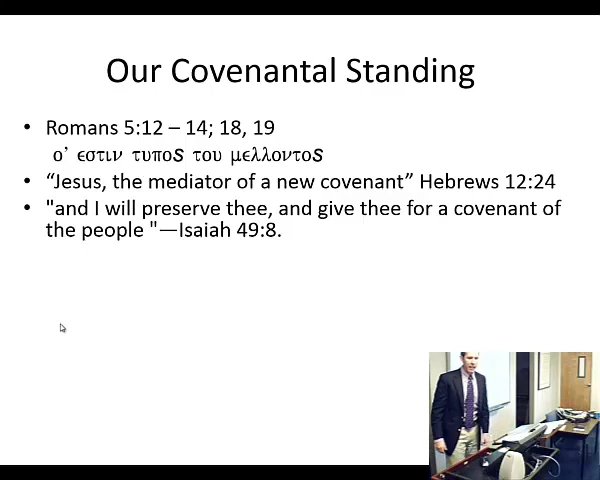 Our Covenantal Standing
• Romans 5:12 – 14; 18, 19
ο’ εστιν τυποs του μελλοντοs
• “Jesus, the mediator of a new covenant” Hebrews 12:24
• "and I will preserve thee, and give thee for a covenant of
the people "—Isaiah 49:8.